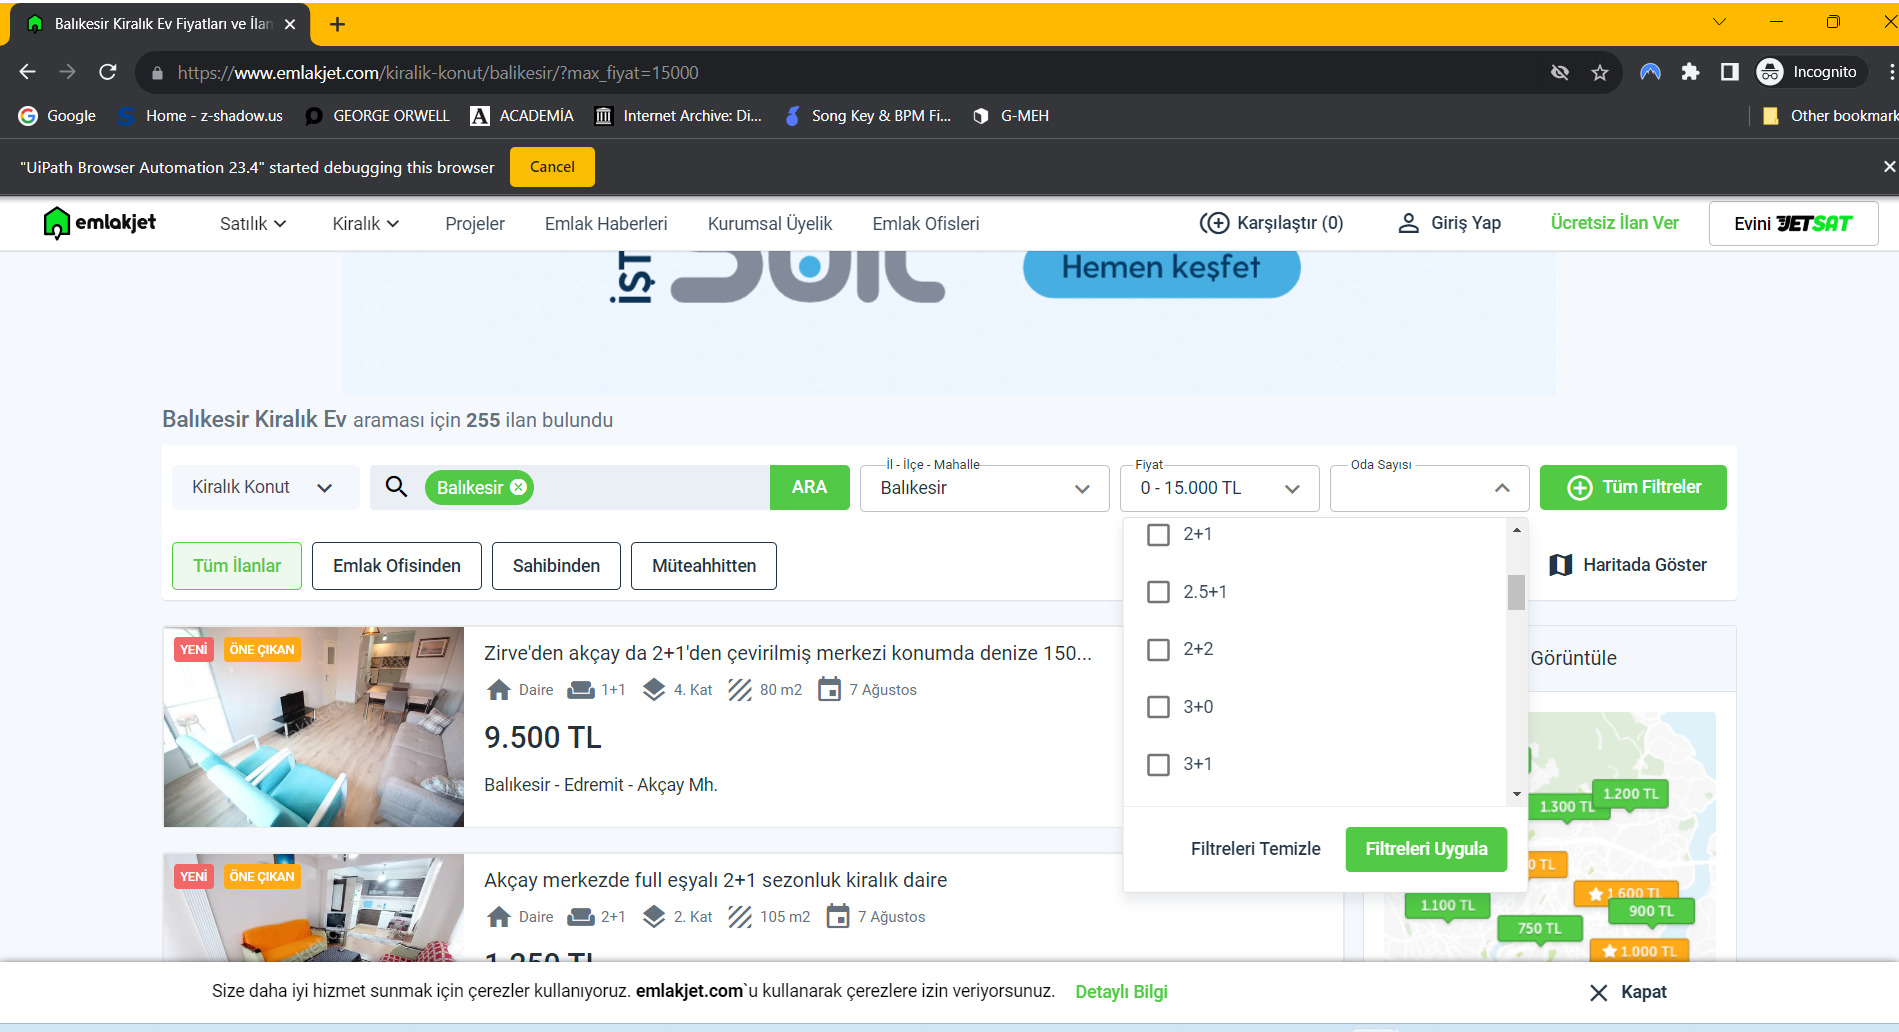 Balıkesir Kiralık Ev Fiyatları ve İlan
https://www.emlakjet.com/kiralik-konut/balikesir/?max_fiyat=15000
Incognito
Google
Home - z-shadow.us
GEORGE ORWELL
ACADEMİA
Internet Archive: Di...
Song Key & BPM Fi...
G-MEH
Other bookmark
"UiPath Browser Automation 23.4" started debugging this browser
Cancel
emlakjet
Satılık
Kiralık
Projeler
Emlak Haberleri
Kurumsal Üyelik
Emlak Ofisleri
Karşılaştır (0)
Giriş Yap
Ücretsiz İlan Ver
Evini JETSAT
İŞT
Hemen keşfet
Balıkesir Kiralık Ev araması için 255 ilan bulundu
Kiralık Konut
Balıkesir
ARA
İl - İlçe - Mahalle
Balıkesir
Fiyat
0 - 15.000 TL
Oda Sayısı
Tüm Filtreler
Tüm İlanlar
Emlak Ofisinden
Sahibinden
Müteahhitten
Haritada Göster
2+1
2.5+1
2+2
3+0
3+1
Filtreleri Temizle
Filtreleri Uygula
YENİ
ÖNE ÇIKAN
Zirve'den akçay da 2+1'den çevirilmiş merkezi konumda denize 150...
Daire
1+1
4. Kat
80 m2
7 Ağustos
9.500 TL
Balıkesir - Edremit - Akçay Mh.
Görüntüle
1.200 TL
1.300 TL
0 TL
1.600 TL
1.100 TL
900 TL
750 TL
1.000 TL
YENİ
ÖNE ÇIKAN
Akçay merkezde full eşyalı 2+1 sezonluk kiralık daire
Daire
2+1
2. Kat
105 m2
7 Ağustos
Size daha iyi hizmet sunmak için çerezler kullanıyoruz. emlakjet.com`u kullanarak çerezlere izin veriyorsunuz.
Detaylı Bilgi
Kapat